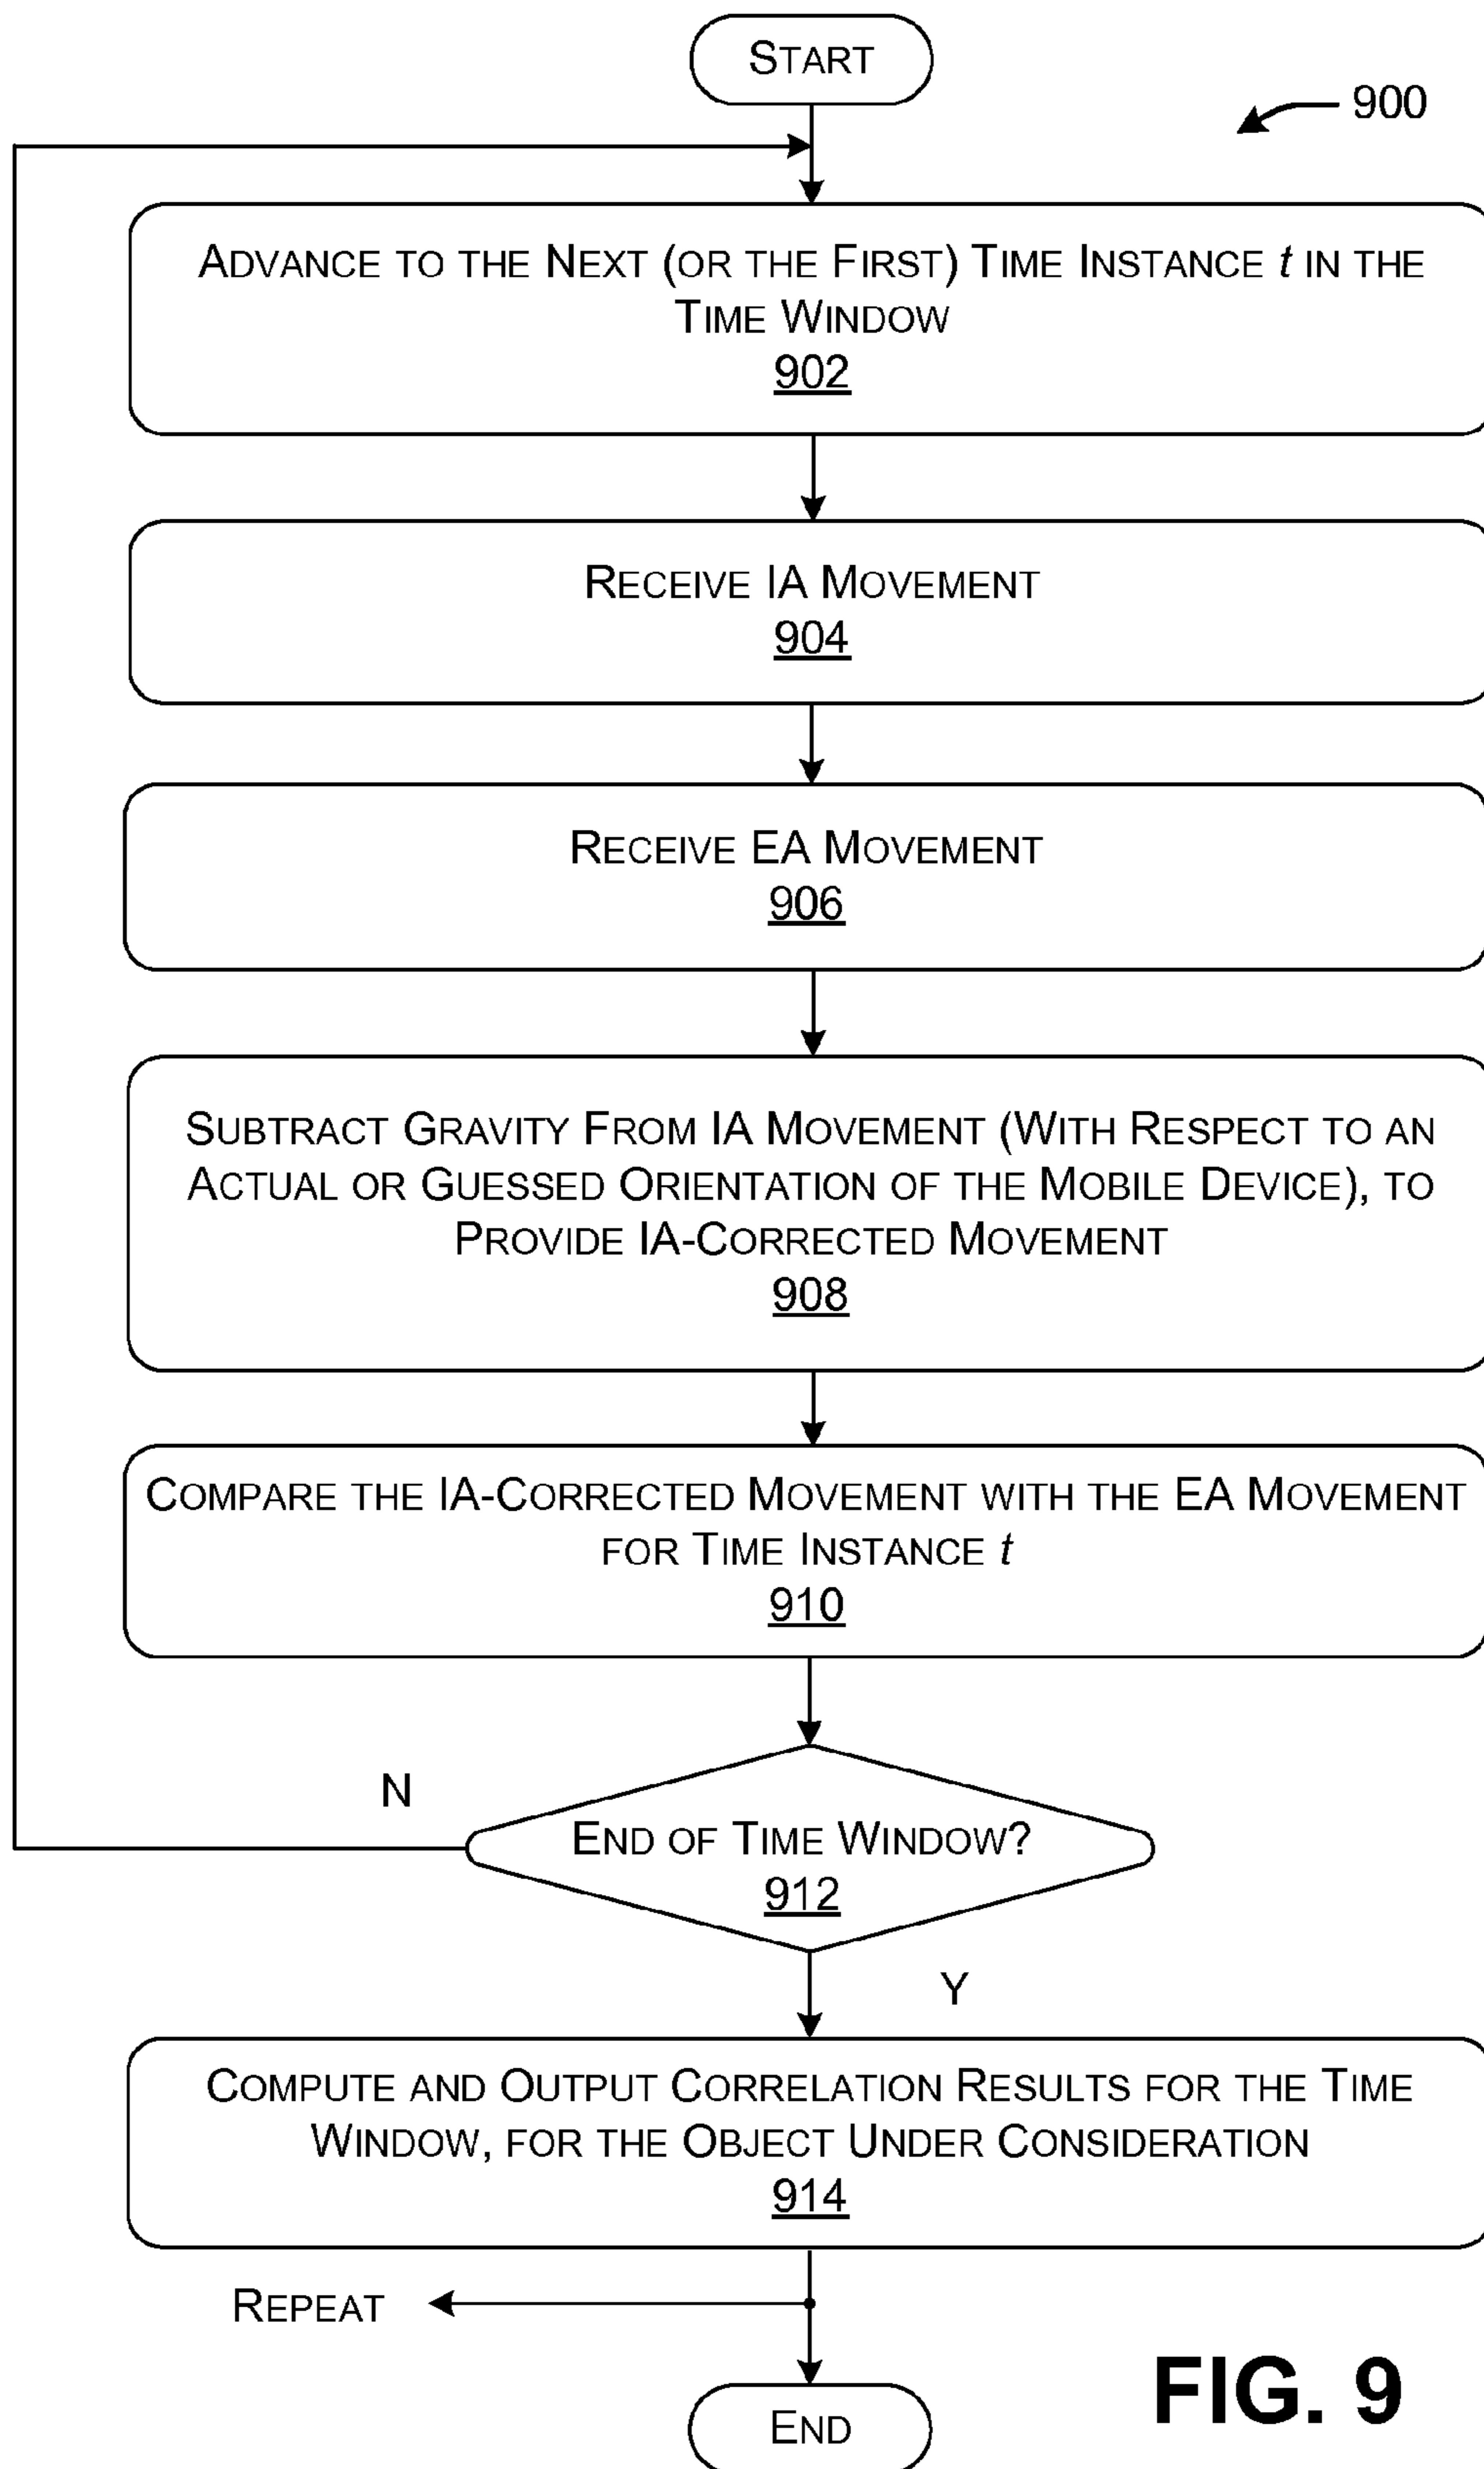 START
900
ADVANCE TO THE NEXT (OR THE FIRST) TIME INSTANCE t IN THE
TIME WINDOW
902
RECEIVE IA MOVEMENT
904
RECEIVE EA MOVEMENT
906
SUBTRACT GRAVITY FROM IA MOVEMENT (WITH RESPECT TO AN
ACTUAL OR GUESSED ORIENTATION OF THE MOBILE DEVICE), TO
PROVIDE IA-CORRECTED MOVEMENT
908
COMPARE THE IA-CORRECTED MOVEMENT WITH THE EA MOVEMENT
FOR TIME INSTANCE t
910
N
END OF TIME WINDOW?
912
Y
COMPUTE AND OUTPUT CORRELATION RESULTS FOR THE TIME
WINDOW, FOR THE OBJECT UNDER CONSIDERATION
914
REPEAT
END
FIG. 9